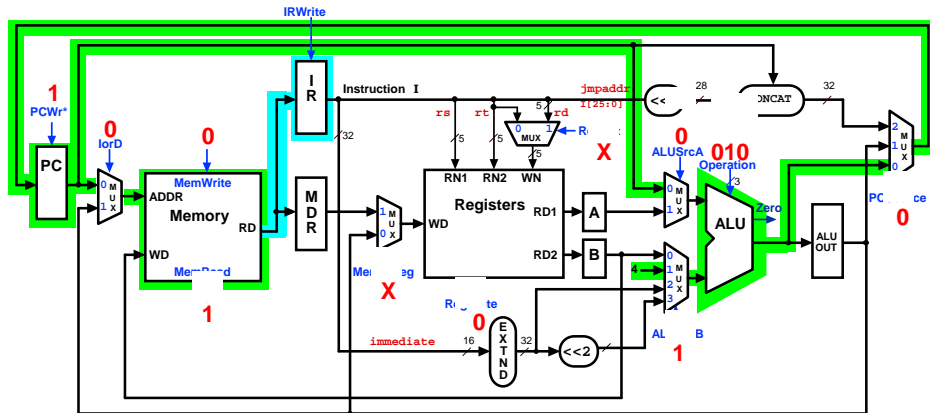 IRWrite
I
R
Instruction I
jmpaddr
I[25:0]
28
32
<<
CONCAT
rs
rt
rd
5
32
1
PCWr*
0
IorD
0
MemWrite
PC
0
1
M
U
X
ADDR
Memory
RD
WD
1
M
D
R
1
0
M
U
X
X
5
5
0
1
MUX
5
X
RN1
RN2
WN
Registers
WD
RD1
RD2
0
A
B
0
ALUSrcA
010
Operation
3
0
1
M
U
X
4
0
1
2
3
M
U
X
1
ALU
Zero
ALU
OUT
2
1
0
M
U
X
0
immediate
16
E
X
T
N
D
32
<<2